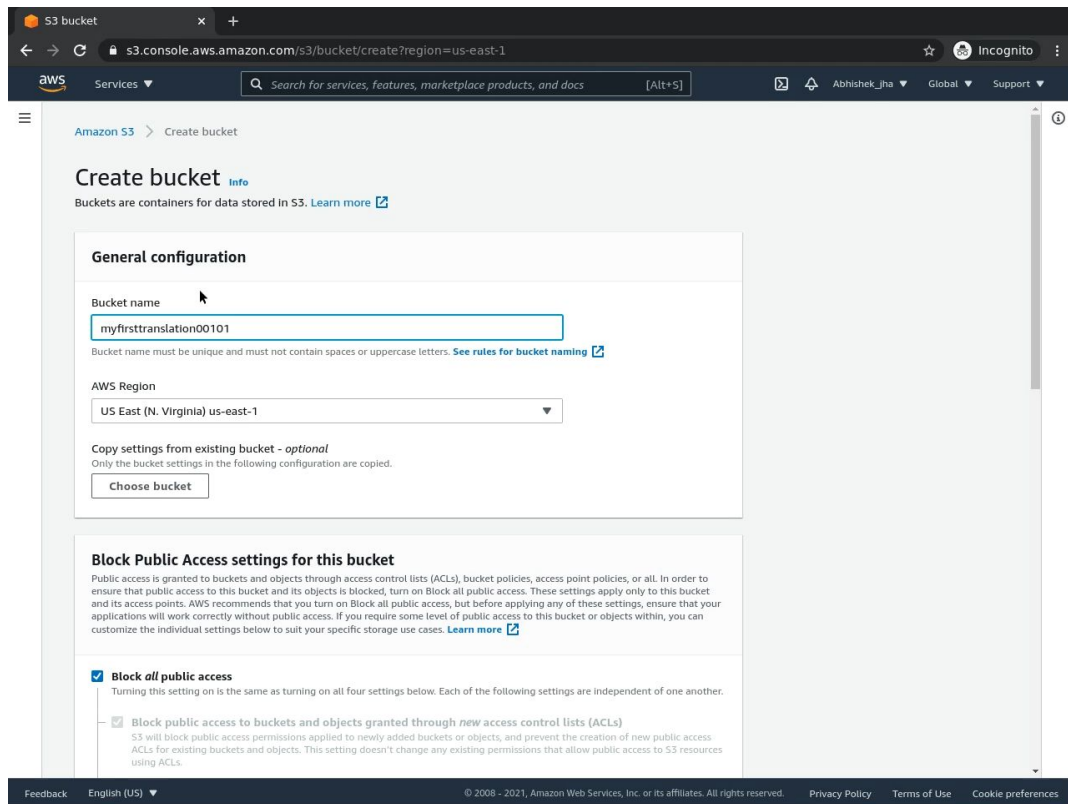 S3 bucket
s3.console.aws.amazon.com/s3/bucket/create?region=us-east-1
Incognito
aws
Services
Search for services, features, marketplace products, and docs
[Alt+S]
Abhishek_jha
Global
Support
Amazon S3 > Create bucket
Create bucket Info
Buckets are containers for data stored in S3. Learn more
General configuration
Bucket name
myfirsttranslation00101
Bucket name must be unique and must not contain spaces or uppercase letters. See rules for bucket naming
AWS Region
US East (N. Virginia) us-east-1
Copy settings from existing bucket - optional
Only the bucket settings in the following configuration are copied.
Choose bucket
Block Public Access settings for this bucket
Public access is granted to buckets and objects through access control lists (ACLs), bucket policies, access point policies, or all. In order to
ensure that public access to this bucket and its objects is blocked, turn on Block all public access. These settings apply only to this bucket
and its access points. AWS recommends that you turn on Block all public access, but before applying any of these settings, ensure that your
applications will work correctly without public access. If you require some level of public access to this bucket or objects within, you can
customize the individual settings below to suit your specific storage use cases. Learn more
Block all public access
Turning this setting on is the same as turning on all four settings below. Each of the following settings are independent of one another.
Block public access to buckets and objects granted through new access control lists (ACLs)
S3 will block public access permissions applied to newly added buckets or objects, and prevent the creation of new public access
ACLs for existing buckets and objects. This setting doesn't change any existing permissions that allow public access to S3 resources
using ACLs.
Feedback
English (US)
© 2008 - 2021, Amazon Web Services, Inc. or its affiliates. All rights reserved.
Privacy Policy
Terms of Use
Cookie preferences